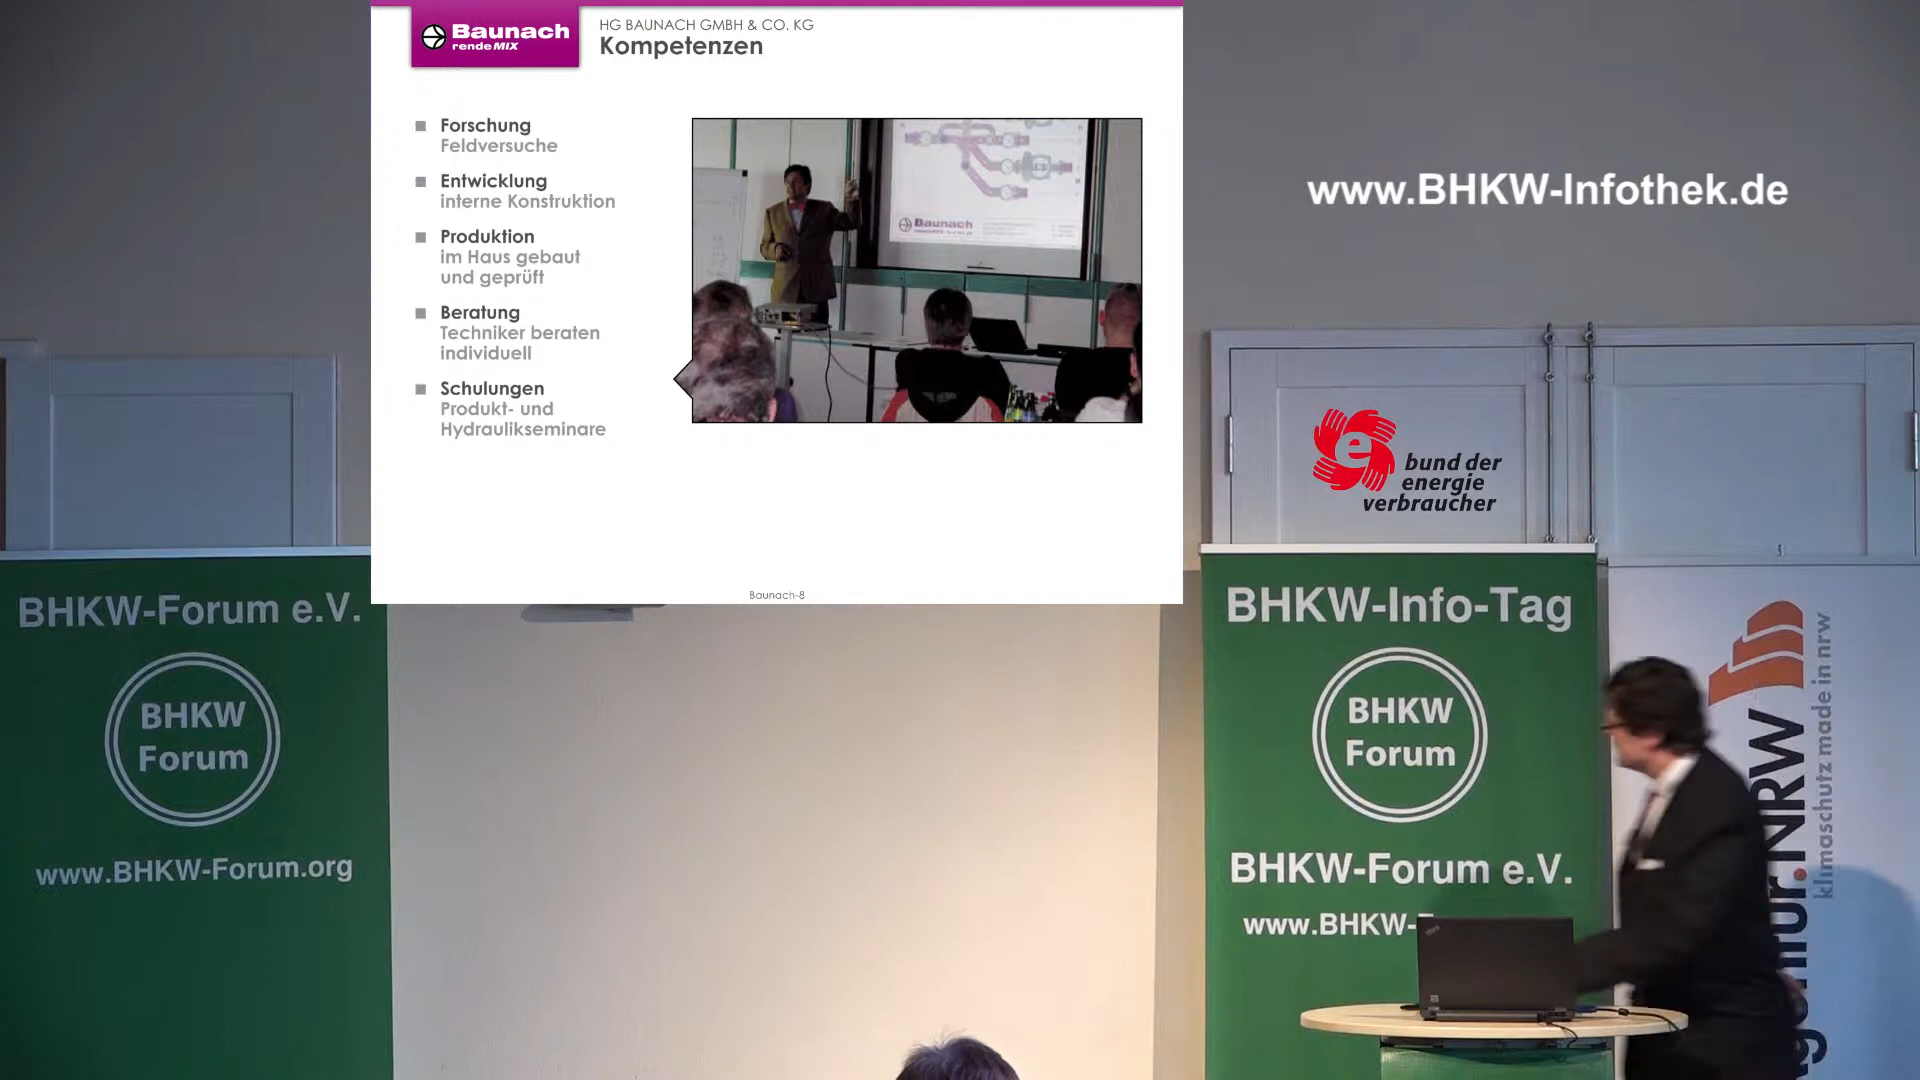 Baunach
rendeMIX
HG BAUNACH GMBH & CO. KG
Kompetenzen
Forschung
Feldversuche
Entwicklung
interne Konstruktion
Produktion
im Haus gebaut
und geprüft
Beratung
Techniker beraten
individuell
Schulungen
Produkt- und
Hydraulikseminare
Baunach
Baunach-8
www.BHKW-Infothek.de
bund der
energie
verbraucher
BHKW-Forum e.V.
BHKW
Forum
www.BHKW-Forum.org
BHKW-Info-Tag
BHKW
Forum
BHKW-Forum e.V.
www.BHKW-
NRW
klimaschutz made in nrw